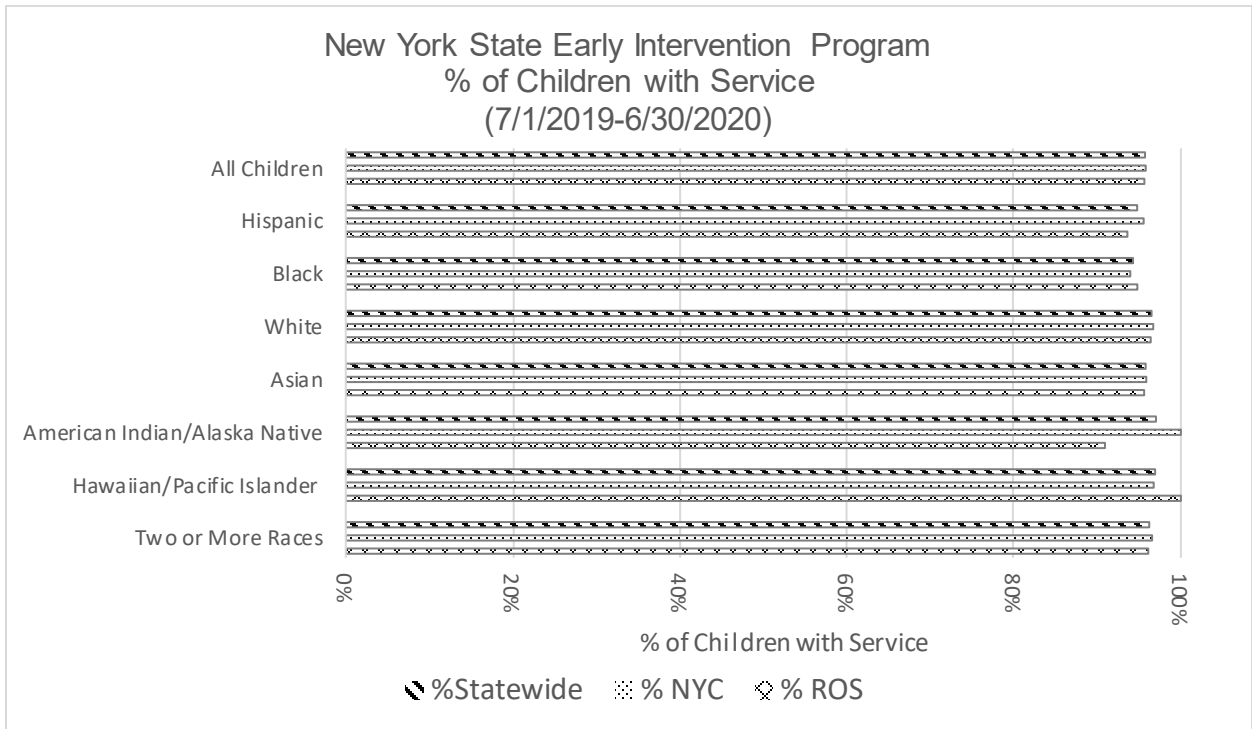 New York State Early Intervention Program
% of Children with Service
(7/1/2019-6/30/2020)
All Children
Hispanic
Black
White
Asian
American Indian/Alaska Native
Hawaiian/Pacific Islander
Two or More Races
0% 20% 40% 60% 80% 100%
% of Children with Service
%Statewide % NYC % ROS